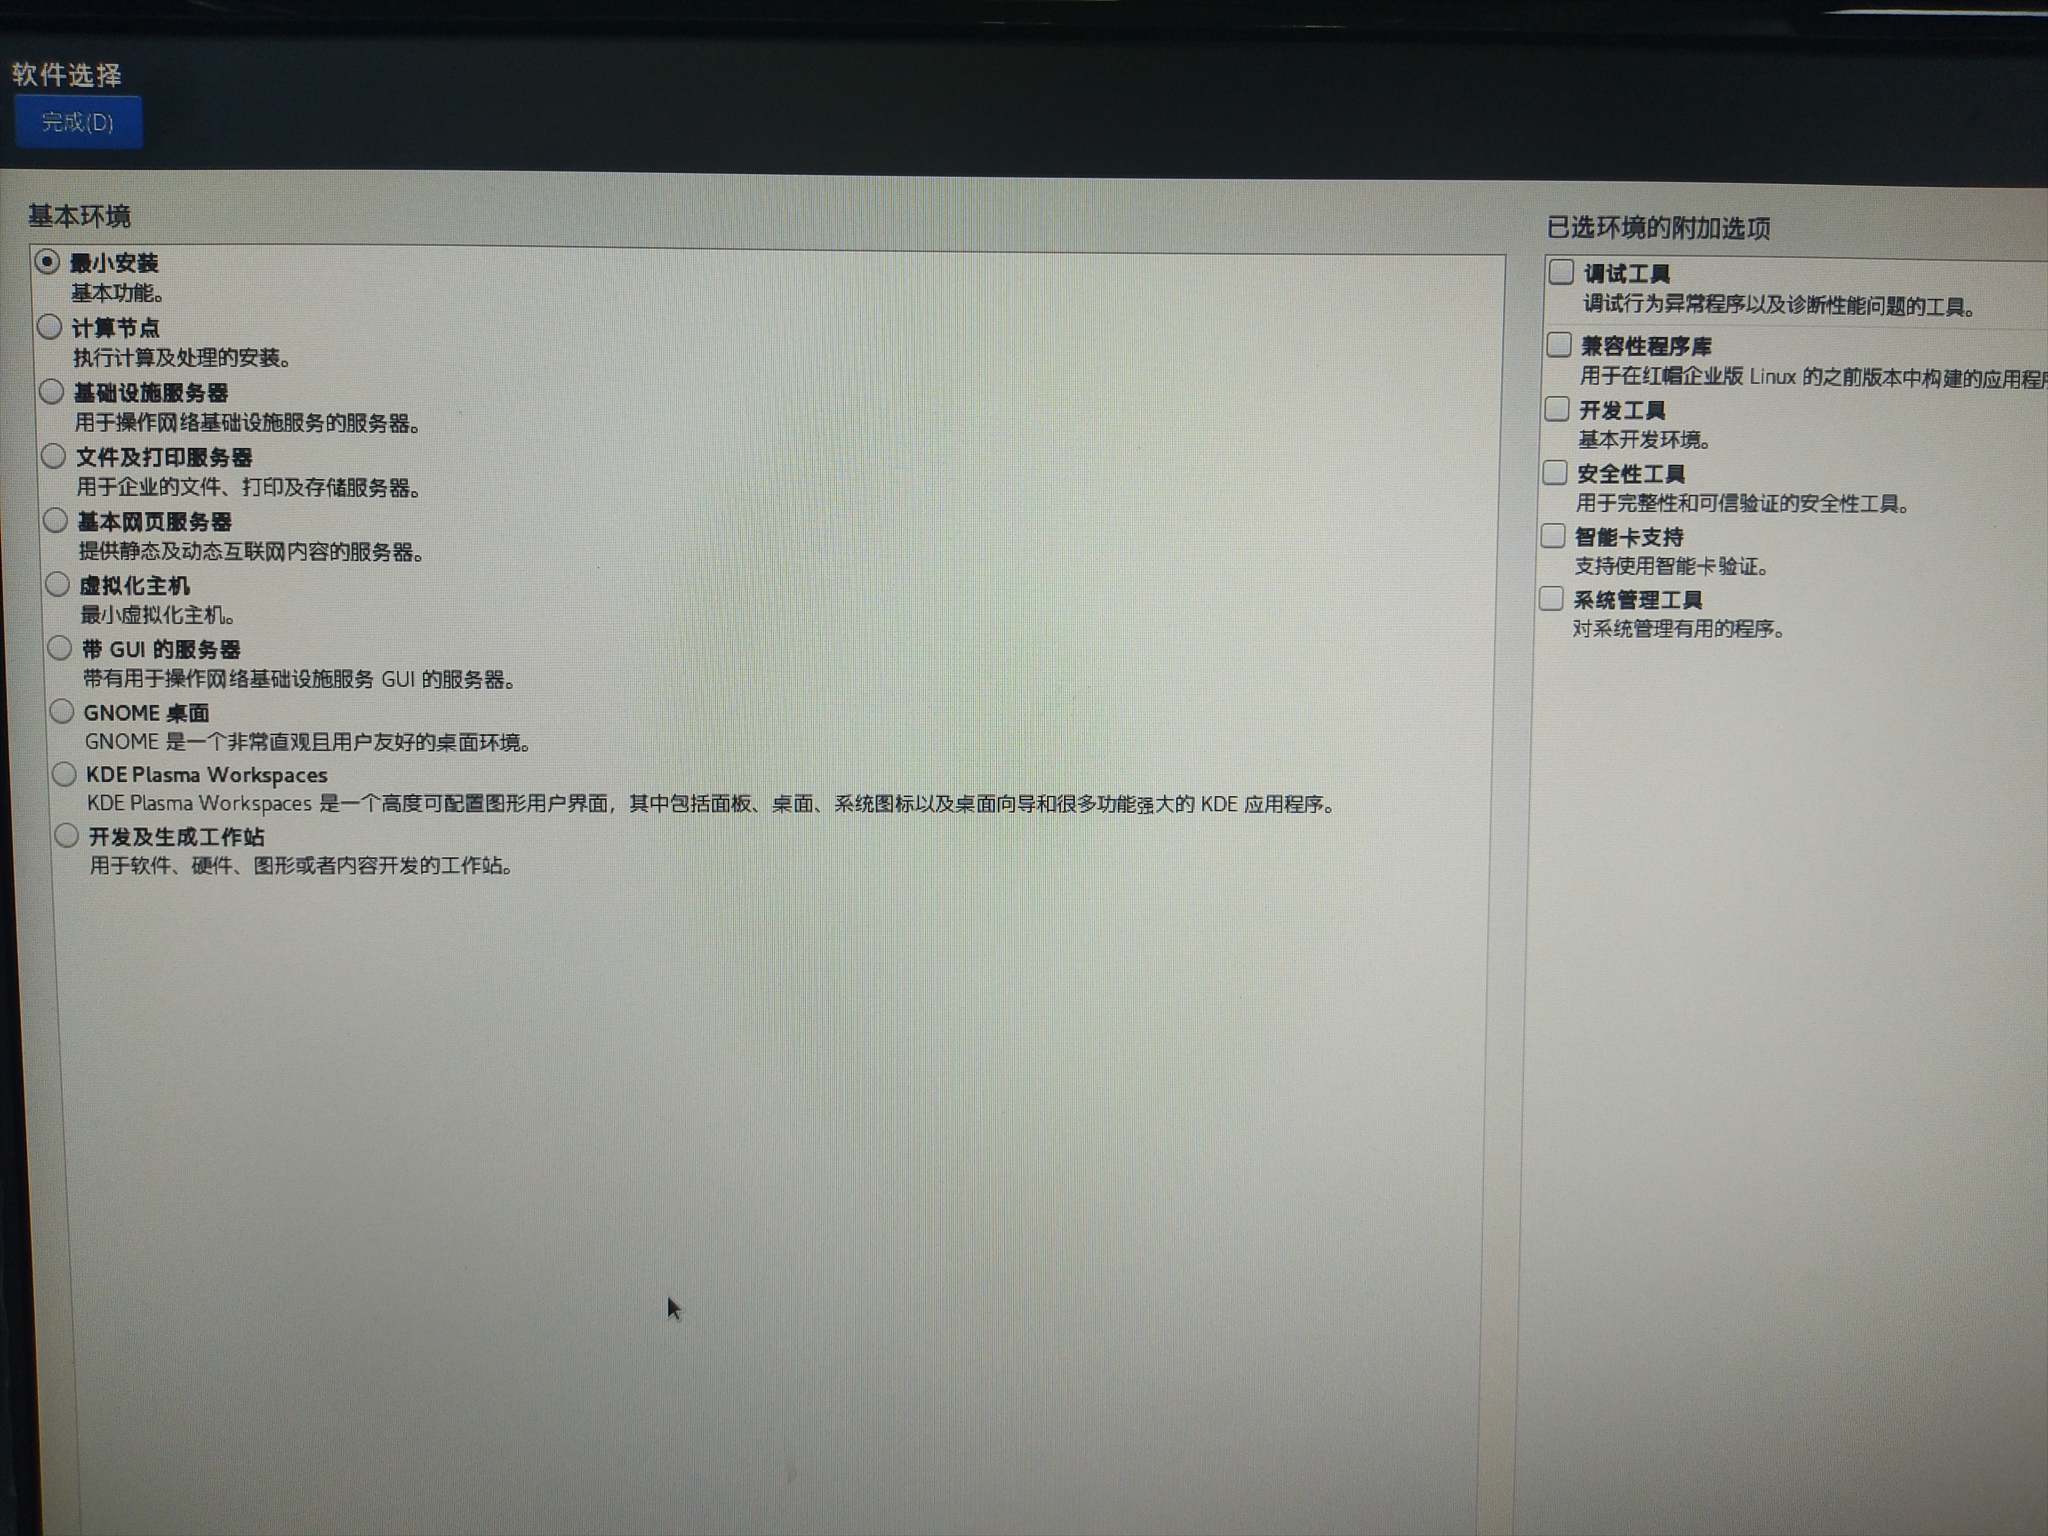 软件选择
完成(D)
基本环境
最小安装
基本功能。
计算节点
执行计算及处理的安装。
基础设施服务器
用于操作网络基础设施服务的服务器。
文件及打印服务器
用于企业的文件、打印及存储服务器。
基本网页服务器
提供静态及动态互联网内容的服务器。
虚拟化主机
最小虚拟化主机。
带 GUI 的服务器
带有用于操作网络基础设施服务 GUI 的服务器。
GNOME 桌面
GNOME 是一个非常直观且用户友好的桌面环境。
KDE Plasma Workspaces
KDE Plasma Workspaces 是一个高度可配置图形用户界面，其中包括面板、桌面、系统图标以及桌面向导和很多功能强大的 KDE 应用程序。
开发及生成工作站
用于软件、硬件、图形或者内容开发的工作站。
已选环境的附加选项
调试工具
调试行为异常程序以及诊断性能问题的工具。
兼容性程序库
用于在红帽企业版 Linux 的之前版本中构建的应用程序
开发工具
基本开发环境。
安全性工具
用于完整性和可信验证的安全性工具。
智能卡支持
支持使用智能卡验证。
系统管理工具
对系统管理有用的程序。